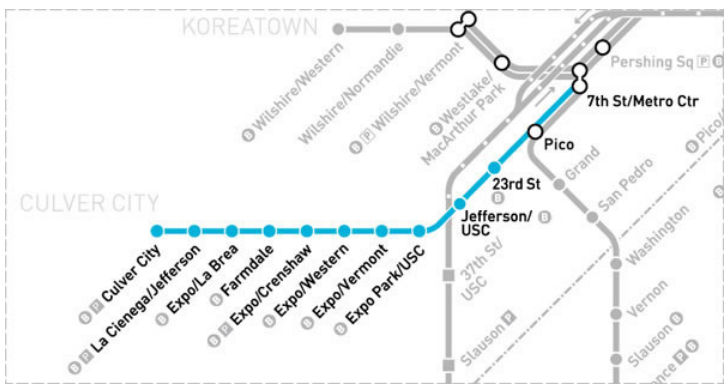 KOREATOWN
Wilshire/Western
Wilshire/Normandie
B P Wilshire/Vermont
B Westlake/
MacArthur Park
Pershing Sq P B
7th St/Metro Ctr
Pico
B Pico/
Grand
San Pedro
Washington
Vernon
Slauson B
P B
23rd St
B
Jefferson/
USC
B
37th St/
USC
Slauson P
CULVER CITY
B P Culver City
B P La Cienega/Jefferson
B Expo/La Brea
B Farmdale
B P Expo/Crenshaw
B Expo/Western
B Expo/Vermont
B Expo Park/USC